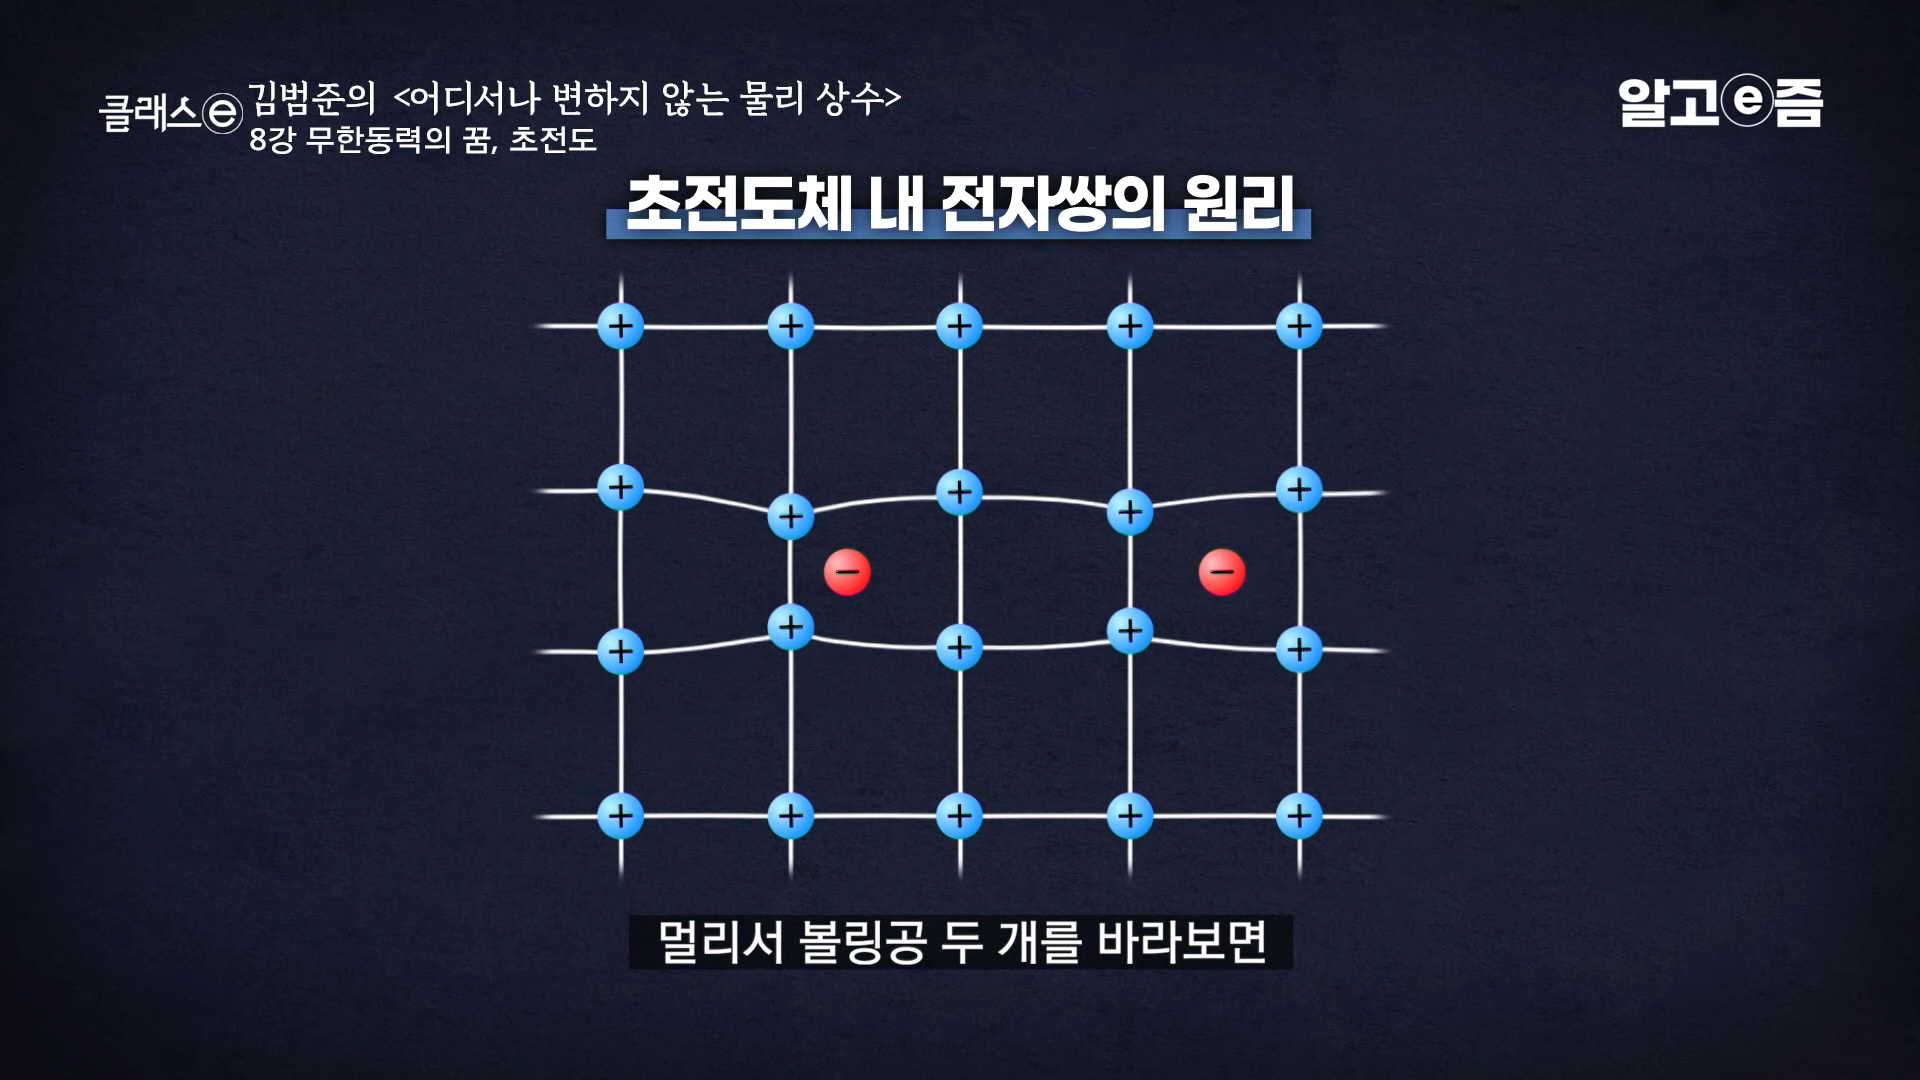 클래스e 김범준의 <어디서나 변하지 않는 물리 상수>
8강 무한동력의 꿈, 초전도
알고e즘
초전도체 내 전자쌍의 원리
+ + + + +
+ + + + +
− −
+ + + + +
+ + + + +
멀리서 볼링공 두 개를 바라보면